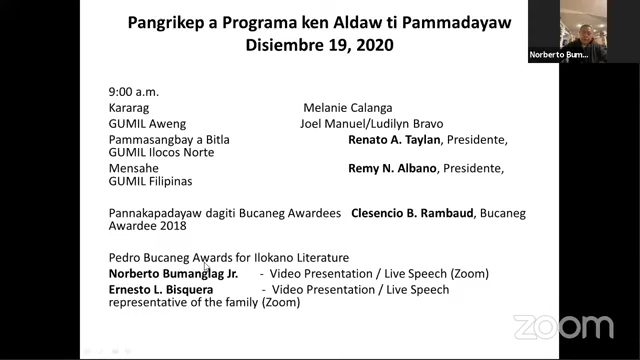 Pangrikep a Programa ken Aldaw ti Pammadayaw
Disiembre 19, 2020
Norberto Bum...
9:00 a.m.
Kararag Melanie Calanga
GUMIL Aweng Joel Manuel/Ludilyn Bravo
Pammasangbay a Bitla Renato A. Taylan, Presidente,
GUMIL Ilocos Norte
Mensahe Remy N. Albano, Presidente,
GUMIL Filipinas
Pannakapadayaw dagiti Bucaneg Awardees Clesencio B. Rambaud, Bucaneg
Awardee 2018
Pedro Bucaneg Awards for Ilokano Literature
Norberto Bumanglag Jr. - Video Presentation / Live Speech (Zoom)
Ernesto L. Bisquera - Video Presentation / Live Speech
representative of the family (Zoom)
zoom